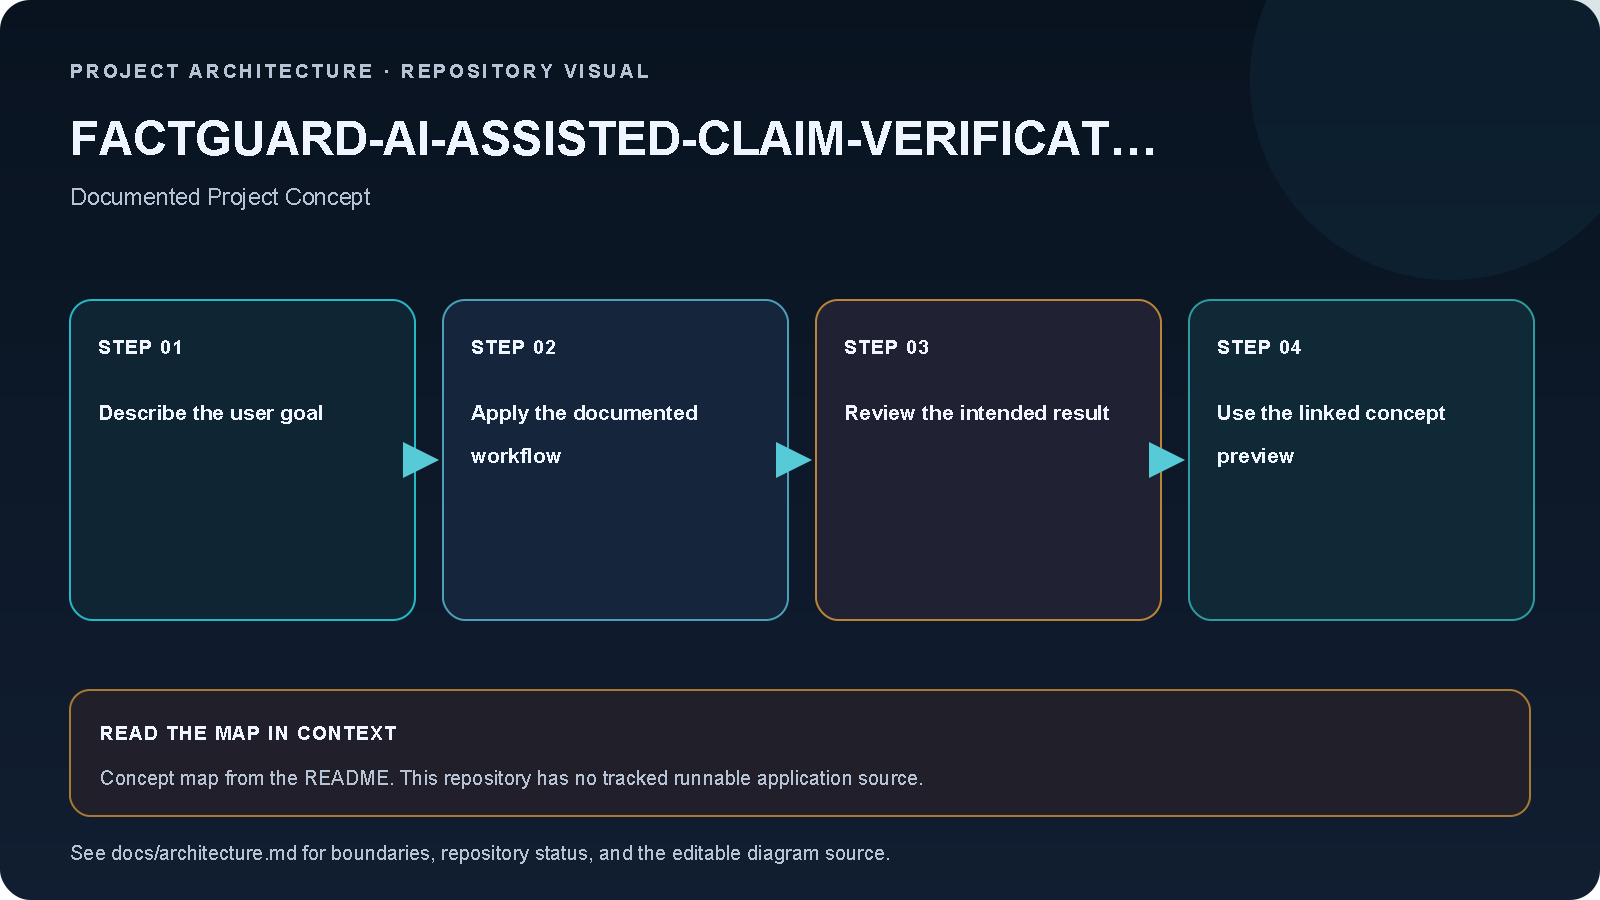 PROJECT ARCHITECTURE · REPOSITORY VISUAL
FACTGUARD-AI-ASSISTED-CLAIM-VERIFICAT...
Documented Project Concept
STEP 01
Describe the user goal
STEP 02
Apply the documented
workflow
STEP 03
Review the intended result
STEP 04
Use the linked concept
preview
READ THE MAP IN CONTEXT
Concept map from the README. This repository has no tracked runnable application source.
See docs/architecture.md for boundaries, repository status, and the editable diagram source.